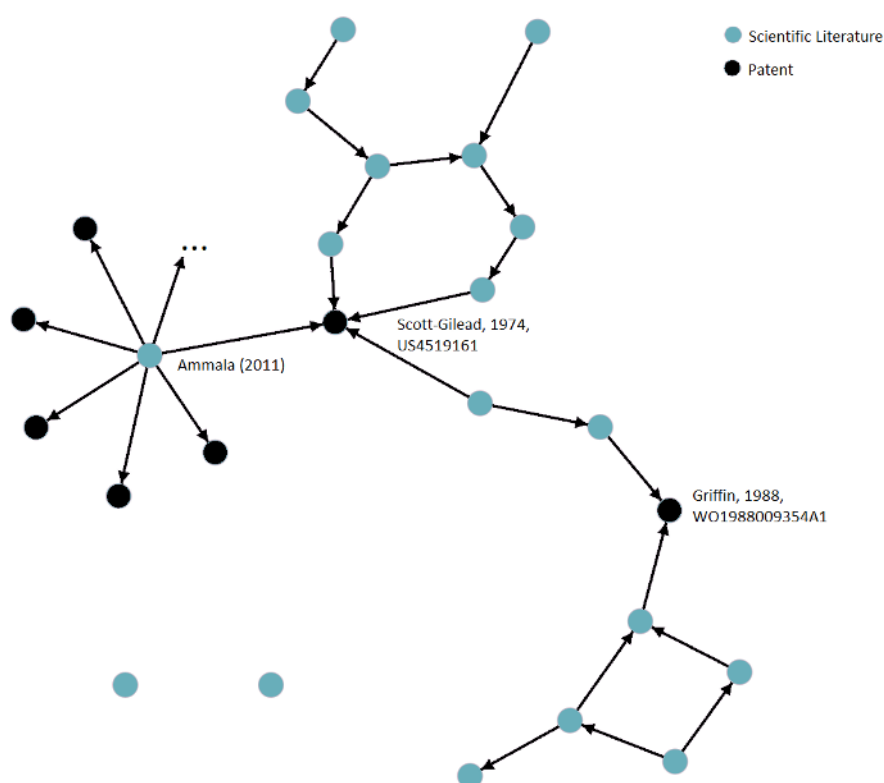 Scientific Literature
Patent
...
Scott-Gilead, 1974,
US4519161
Ammala (2011)
Griffin, 1988,
WO1988009354A1